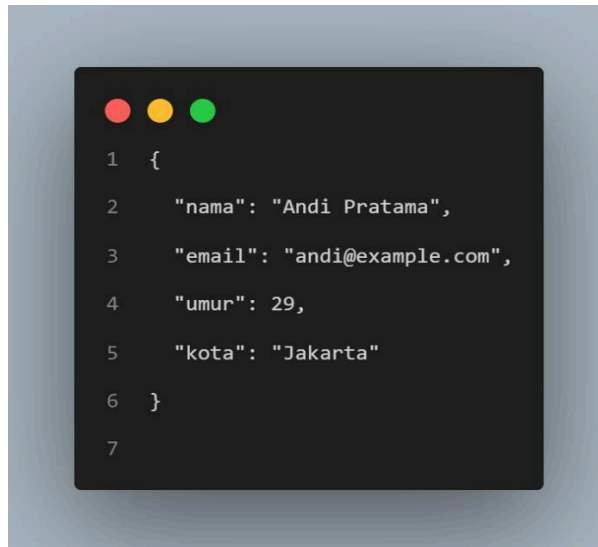 1 {
2 "nama": "Andi Pratama",
3 "email": "andi@example.com",
4 "umur": 29,
5 "kota": "Jakarta"
6 }
7